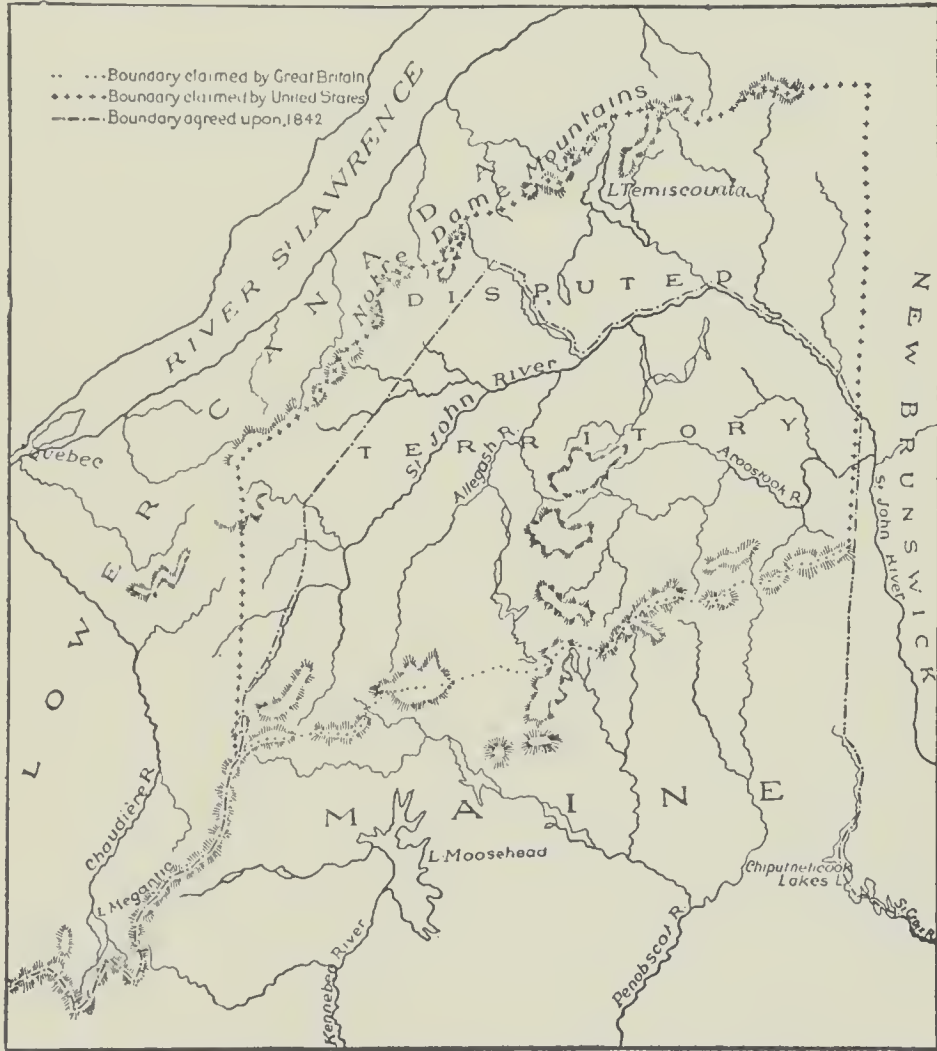 Boundary claimed by Great Britain
Boundary claimed by United States
Boundary agreed upon, 1842
RIVER ST LAWRENCE
LOWER CANADA
Notre Dame Mountains
L Temiscouata
DISPUTED
TERRITORY
NEW BRUNSWICK
Quebec
St. John River
Allegash R.
Aroostook R.
St. John River
Chaudière R.
L Megantic
MAINE
L. Moosehead
Chiputneticook
Lakes
St Croix R.
Kennebec River
Penobscot R.